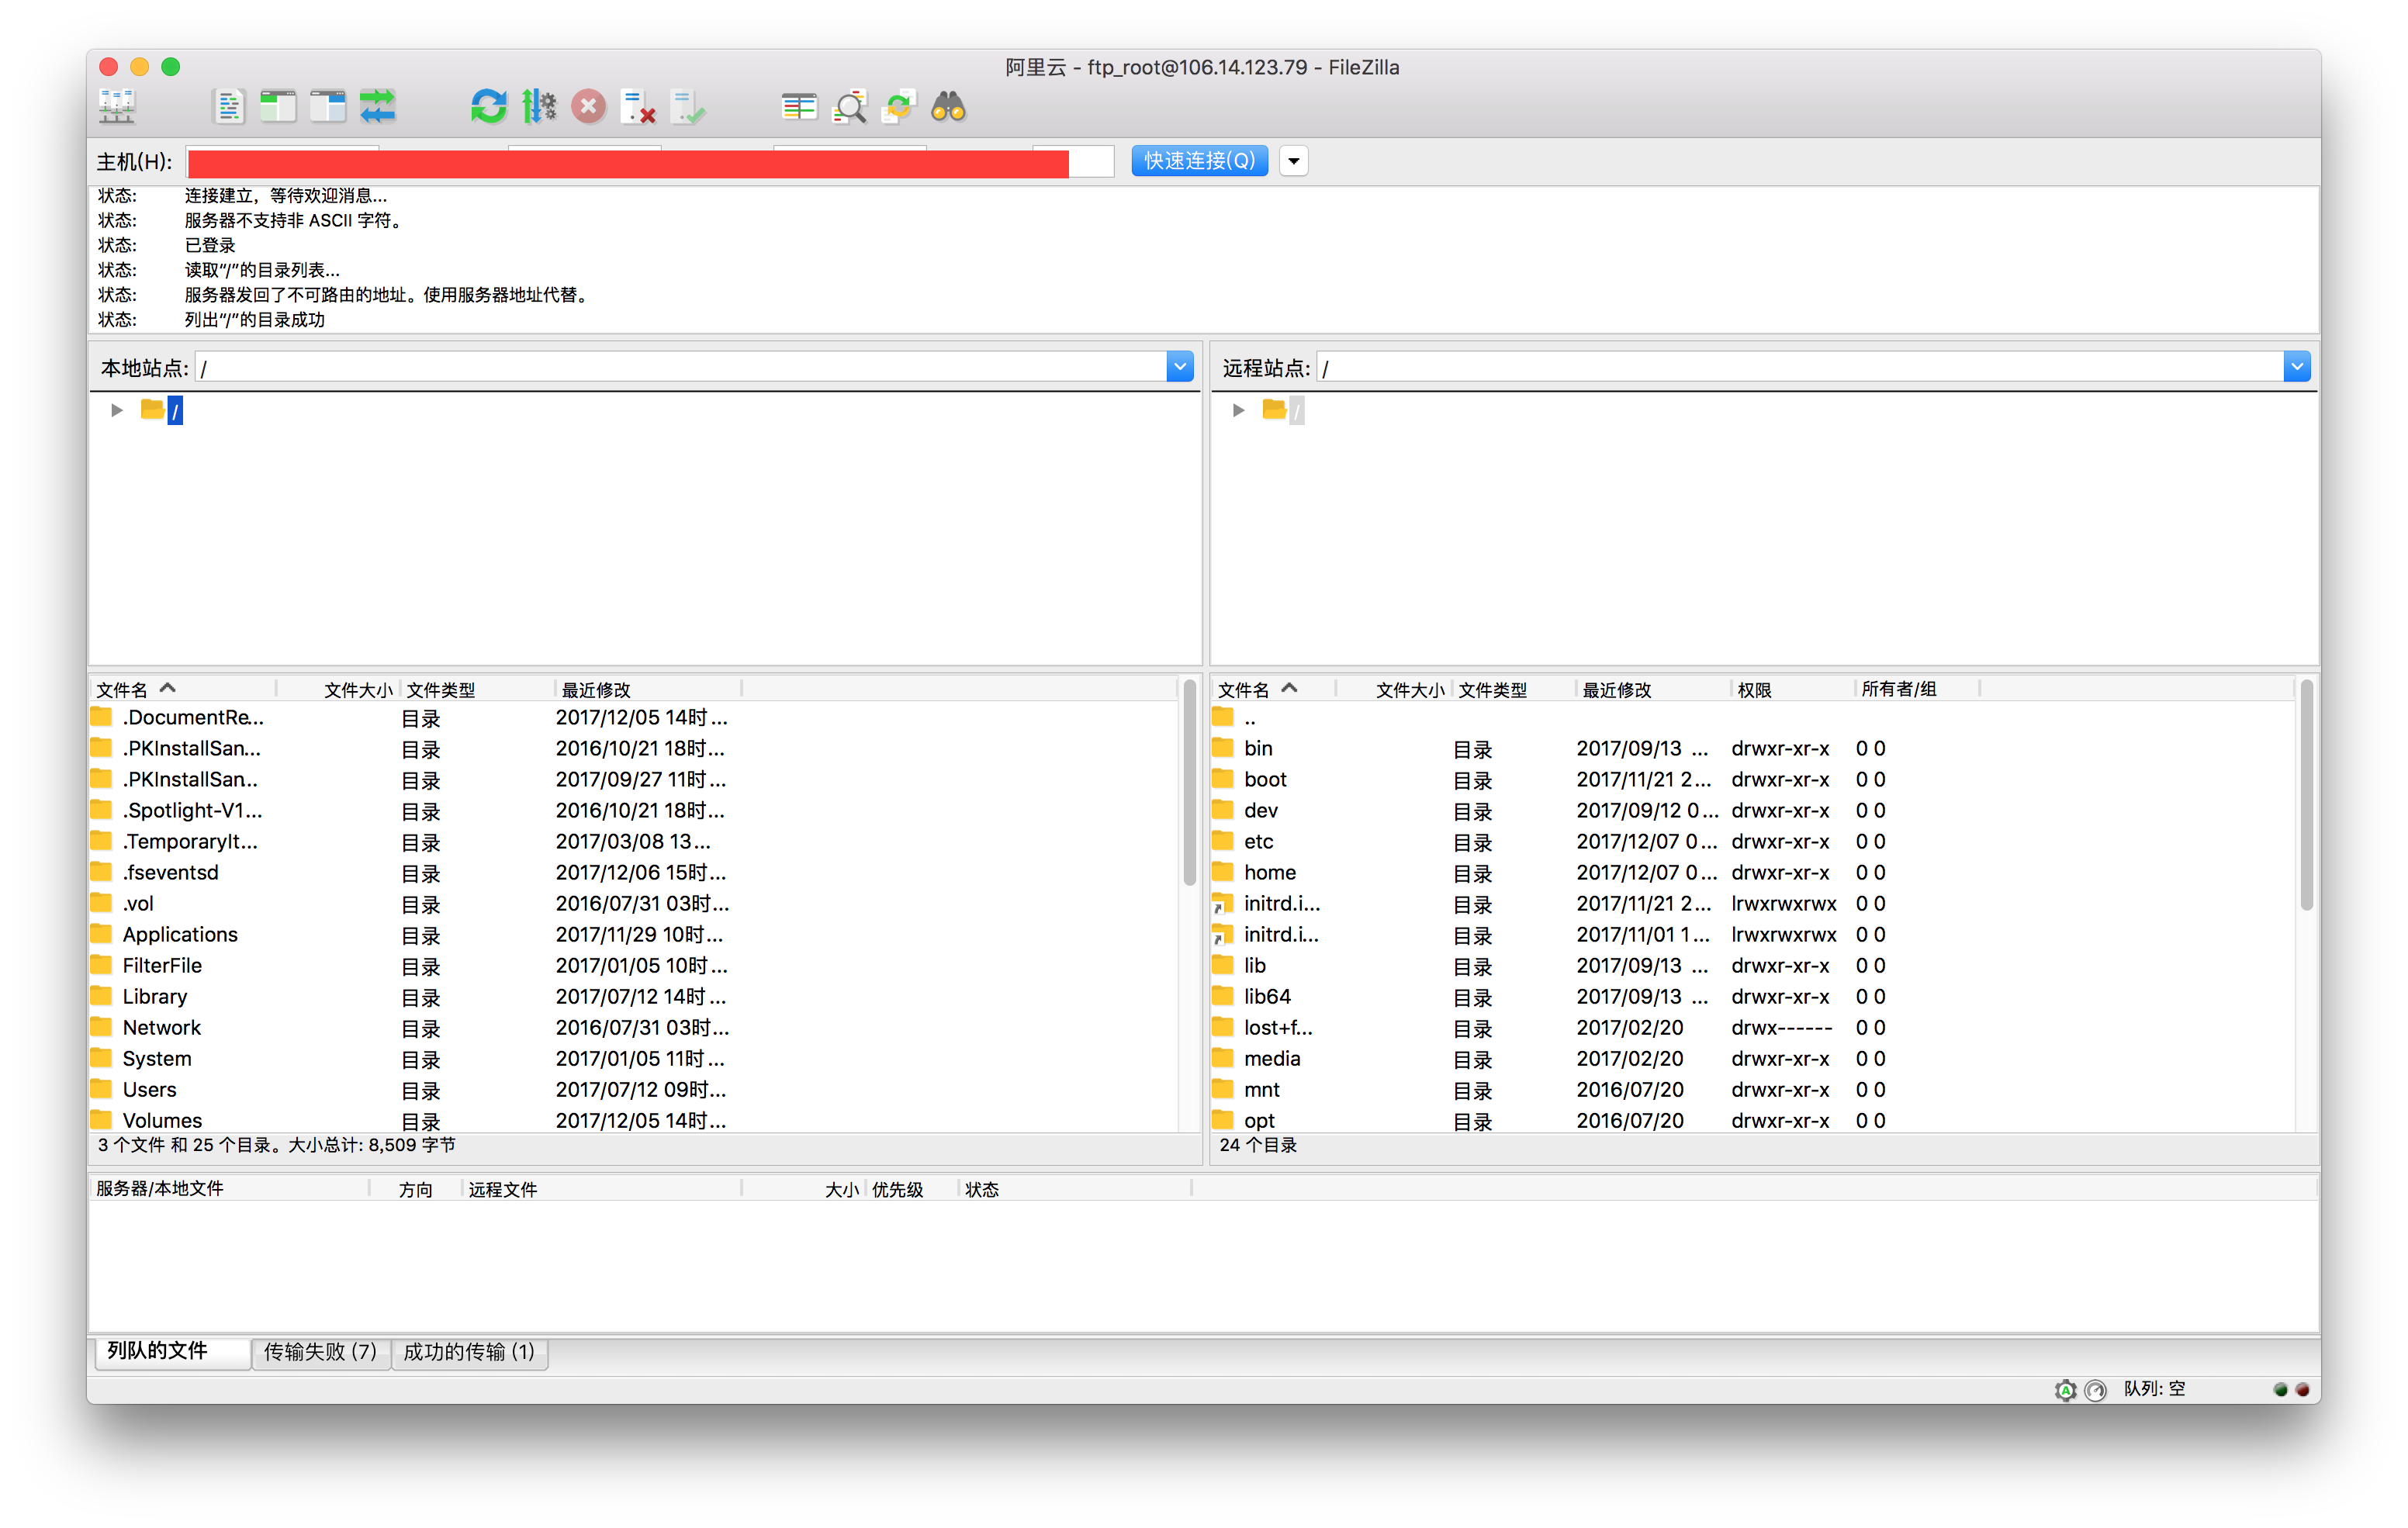 阿里云 - ftp_root@106.14.123.79 - FileZilla
主机(H): 快速连接(Q)
状态: 连接建立，等待欢迎消息...
状态: 服务器不支持非 ASCII 字符。
状态: 已登录
状态: 读取“/”的目录列表...
状态: 服务器发回了不可路由的地址。使用服务器地址代替。
状态: 列出“/”的目录成功
本地站点: /
/
文件名 文件大小 文件类型 最近修改
.DocumentRe... 目录 2017/12/05 14时...
.PKInstallSan... 目录 2016/10/21 18时...
.PKInstallSan... 目录 2017/09/27 11时...
.Spotlight-V1... 目录 2016/10/21 18时...
.TemporaryIt... 目录 2017/03/08 13...
.fseventsd 目录 2017/12/06 15时...
.vol 目录 2016/07/31 03时...
Applications 目录 2017/11/29 10时...
FilterFile 目录 2017/01/05 10时...
Library 目录 2017/07/12 14时...
Network 目录 2016/07/31 03时...
System 目录 2017/01/05 11时...
Users 目录 2017/07/12 09时...
Volumes 目录 2017/12/05 14时...
3 个文件 和 25 个目录。大小总计: 8,509 字节
远程站点: /
/
文件名 文件大小 文件类型 最近修改 权限 所有者/组
..
bin 目录 2017/09/13 ... drwxr-xr-x 0 0
boot 目录 2017/11/21 2... drwxr-xr-x 0 0
dev 目录 2017/09/12 0... drwxr-xr-x 0 0
etc 目录 2017/12/07 0... drwxr-xr-x 0 0
home 目录 2017/12/07 0... drwxr-xr-x 0 0
initrd.i... 目录 2017/11/21 2... lrwxrwxrwx 0 0
initrd.i... 目录 2017/11/01 1... lrwxrwxrwx 0 0
lib 目录 2017/09/13 ... drwxr-xr-x 0 0
lib64 目录 2017/09/13 ... drwxr-xr-x 0 0
lost+f... 目录 2017/02/20 drwx------ 0 0
media 目录 2017/02/20 drwxr-xr-x 0 0
mnt 目录 2016/07/20 drwxr-xr-x 0 0
opt 目录 2016/07/20 drwxr-xr-x 0 0
24 个目录
服务器/本地文件 方向 远程文件 大小 优先级 状态
列队的文件 传输失败 (7) 成功的传输 (1)
队列: 空